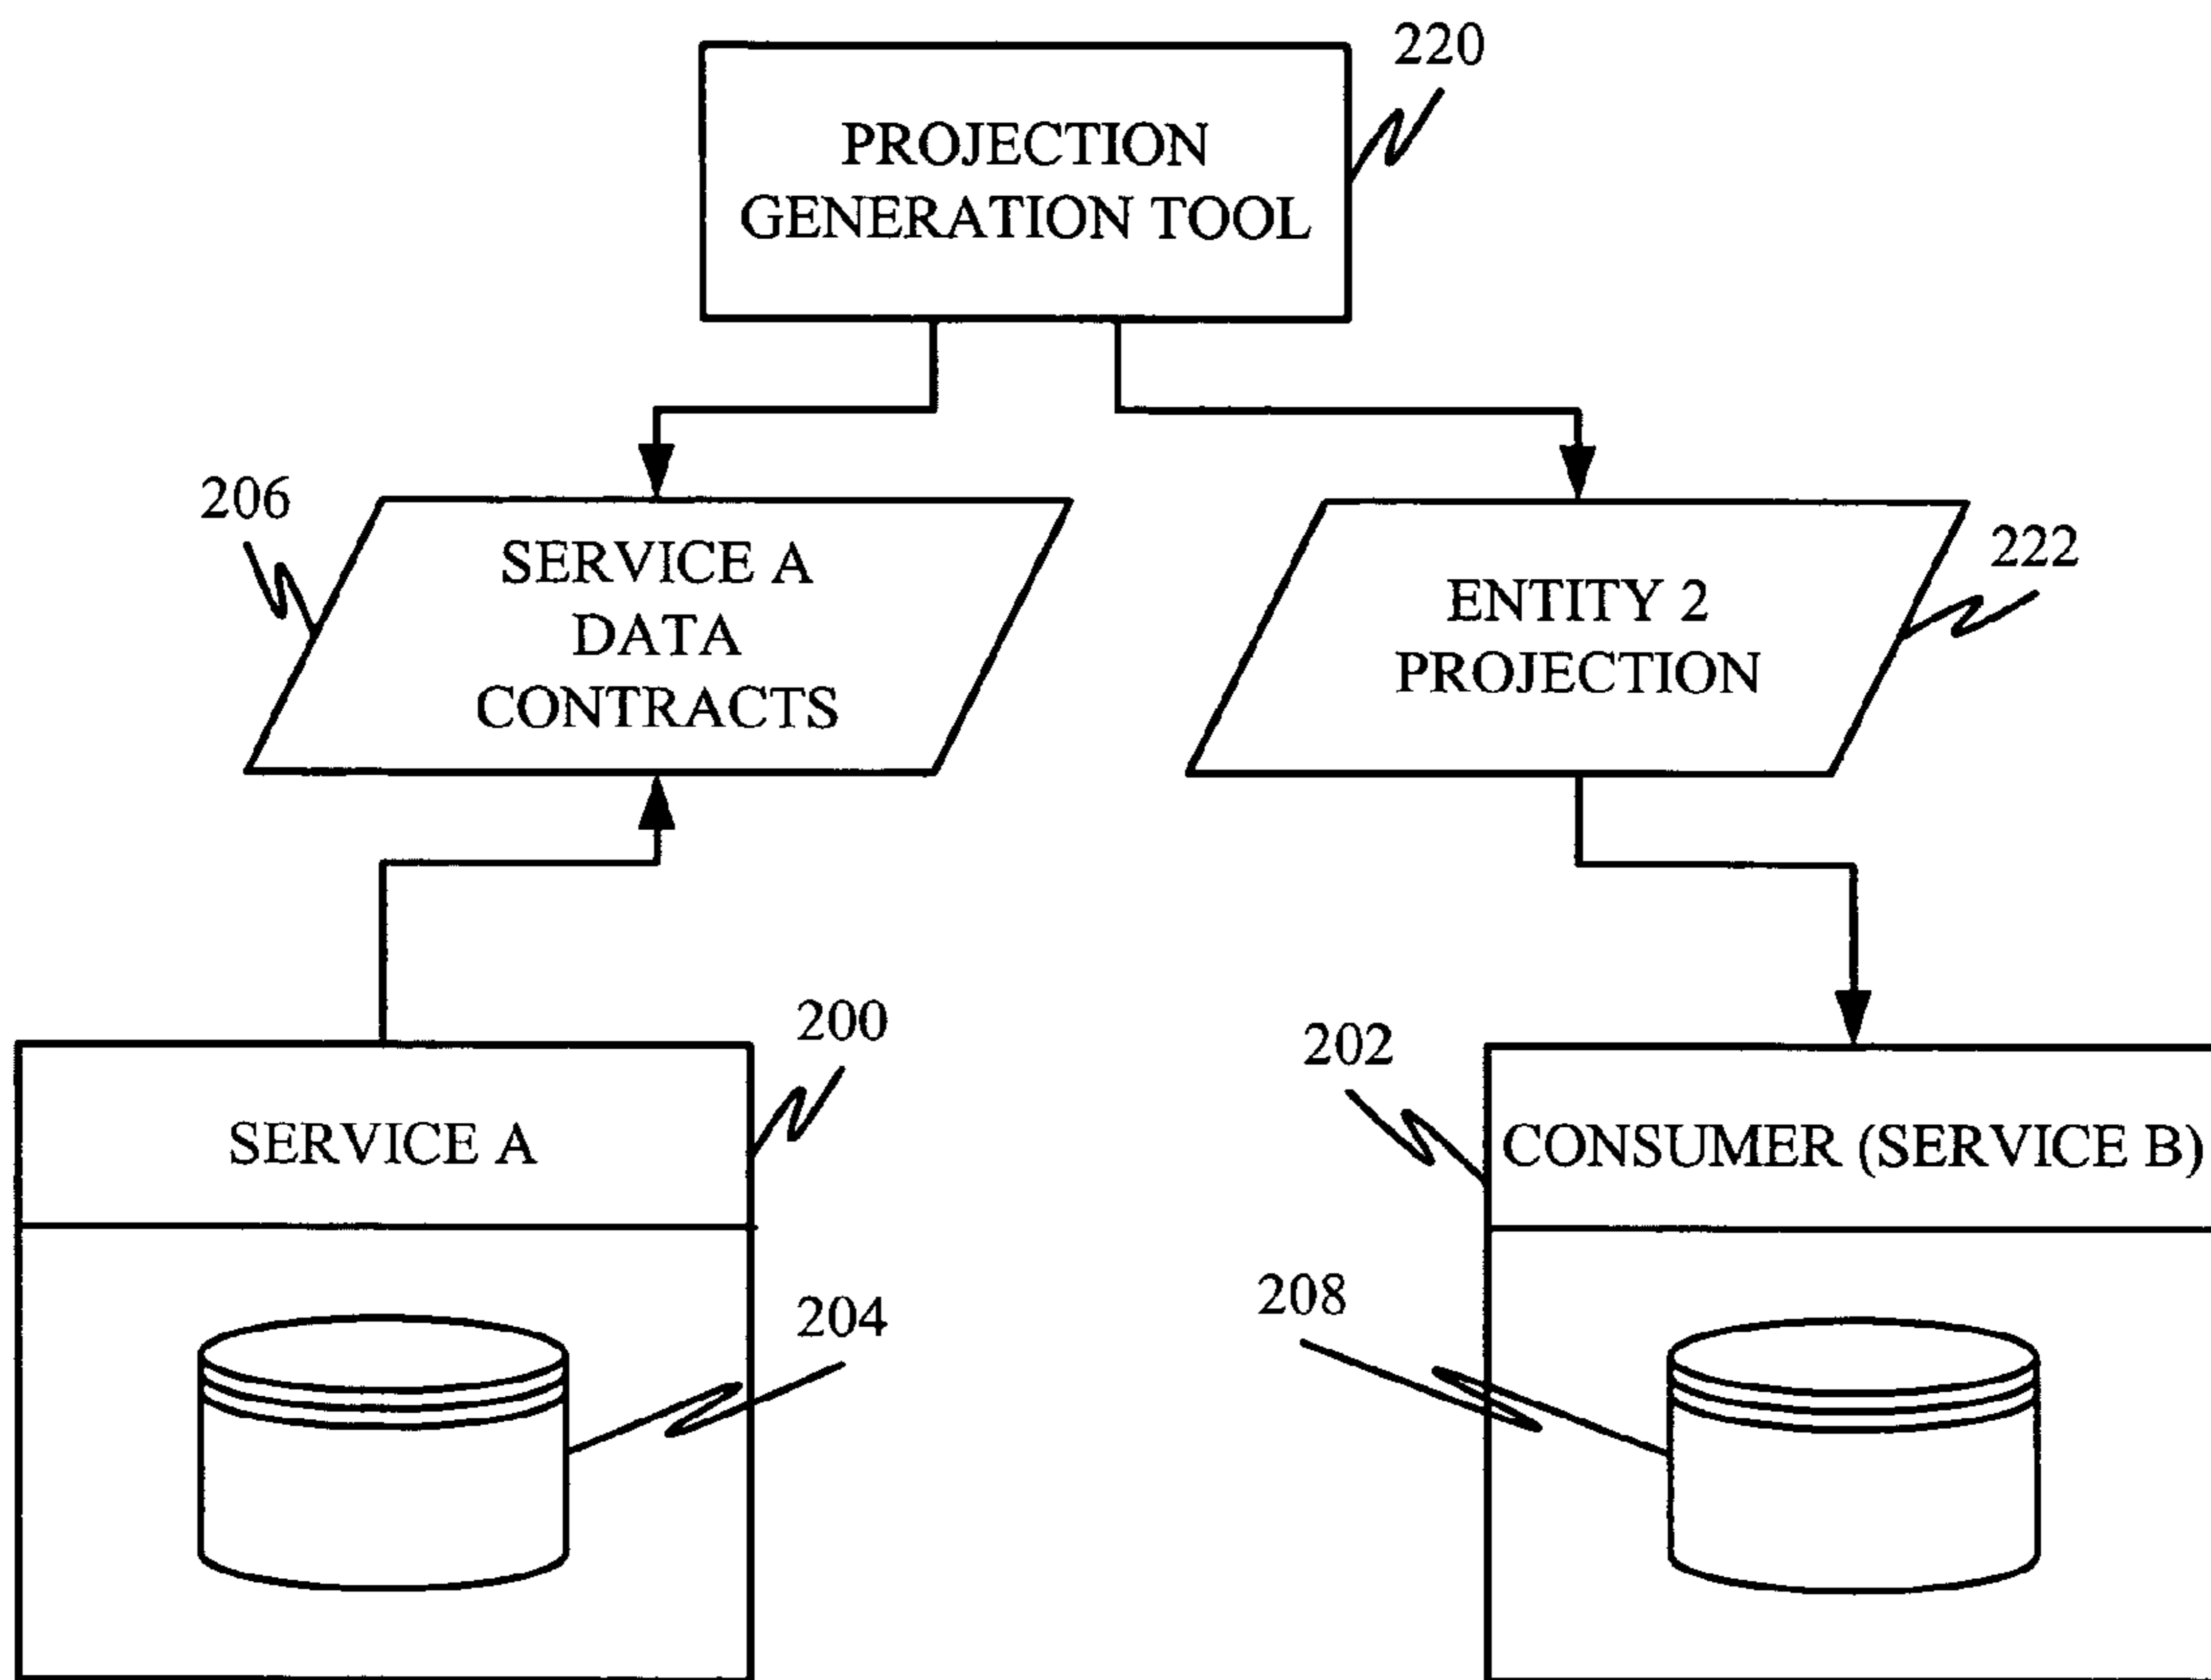 220
PROJECTION
GENERATION TOOL
206
SERVICE A
DATA
CONTRACTS
ENTITY 2
PROJECTION
222
200
SERVICE A
204
202
CONSUMER (SERVICE B)
208